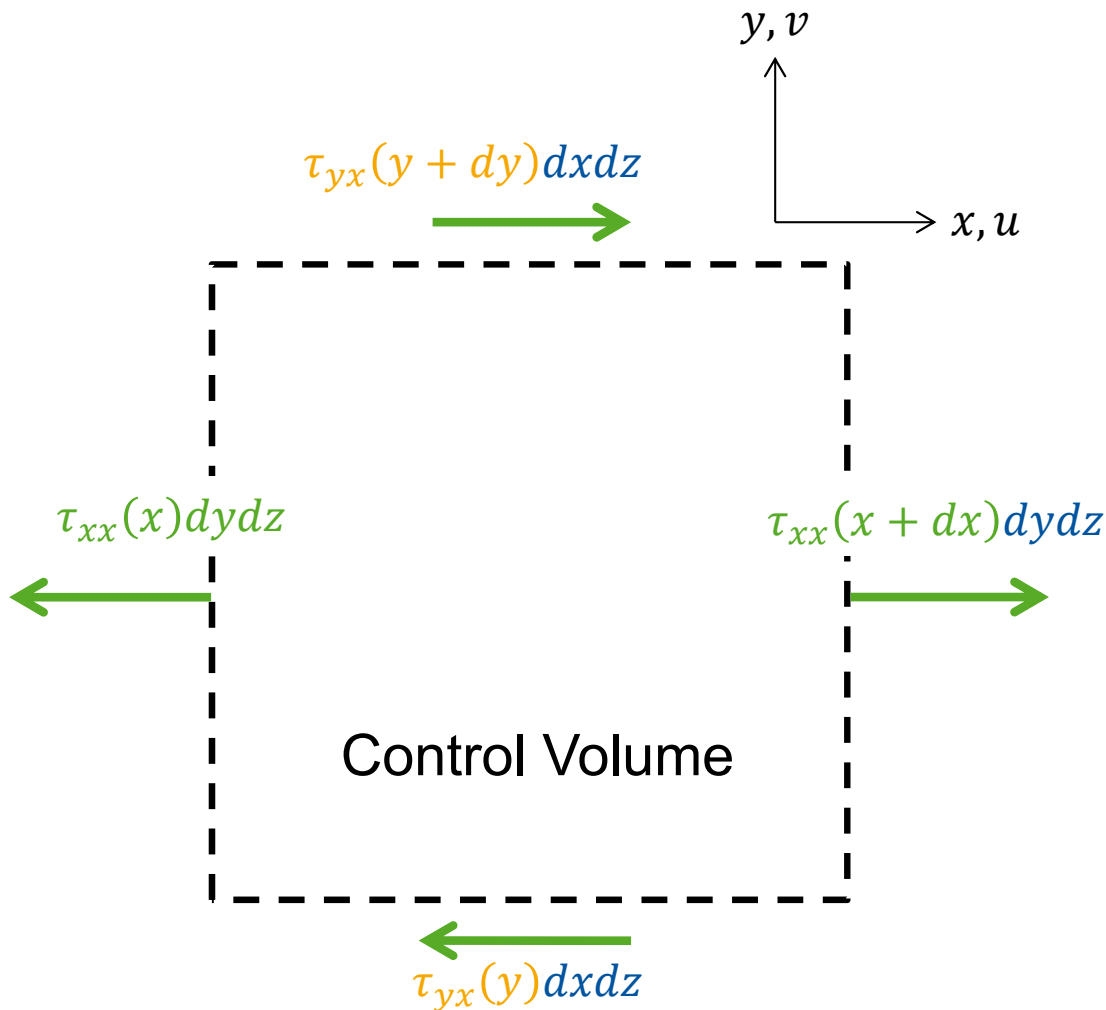 y, v
τ_yx(y + dy)dxdz
x, u
τ_xx(x)dydz
τ_xx(x + dx)dydz
Control Volume
τ_yx(y)dxdz